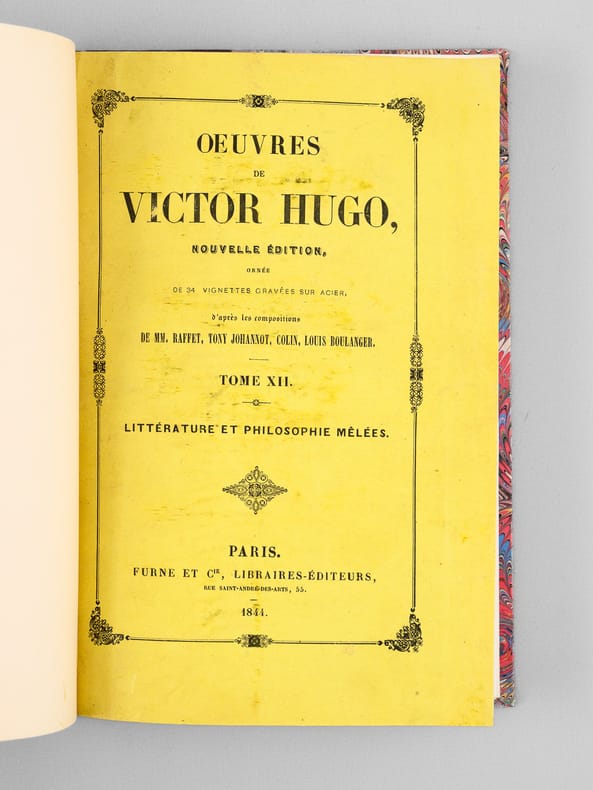 OEUVRES
DE
VICTOR HUGO,
NOUVELLE ÉDITION,
ORNÉE
DE 34 VIGNETTES GRAVÉES SUR ACIER,
d'après les compositions
DE MM. RAFFET, TONY JOHANNOT, COLIN, LOUIS BOULANGER.
TOME XII.
LITTÉRATURE ET PHILOSOPHIE MÊLÉES.
PARIS.
FURNE ET CIE, LIBRAIRES-ÉDITEURS,
RUE SAINT-ANDRÉ-DES-ARTS, 55.
1844.